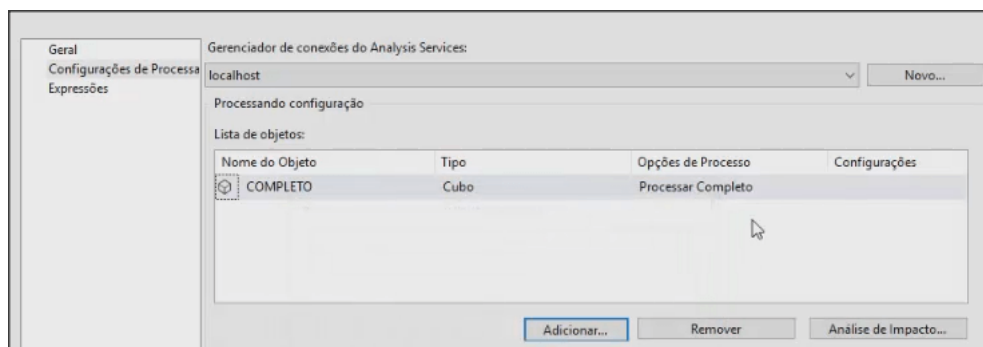 Geral
Configurações de Processa
Expressões
Gerenciador de conexões do Analysis Services:
localhost
Novo...
Processando configuração
Lista de objetos:
Nome do Objeto Tipo Opções de Processo Configurações
COMPLETO Cubo Processar Completo
Adicionar... Remover Análise de Impacto...